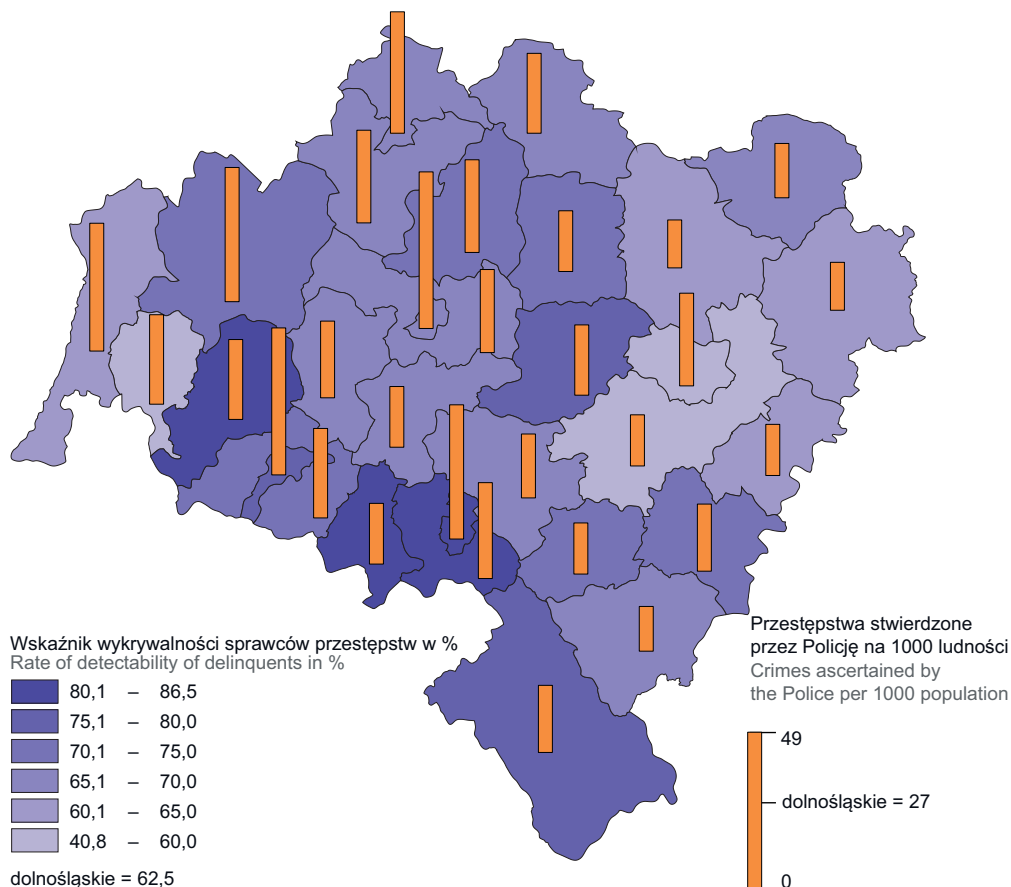 Wskaźnik wykrywalności sprawców przestępstw w %
Rate of detectability of delinquents in %
80,1 – 86,5
75,1 – 80,0
70,1 – 75,0
65,1 – 70,0
60,1 – 65,0
40,8 – 60,0
dolnośląskie = 62,5
Przestępstwa stwierdzone
przez Policję na 1000 ludności
Crimes ascertained by
the Police per 1000 population
49
dolnośląskie = 27
0